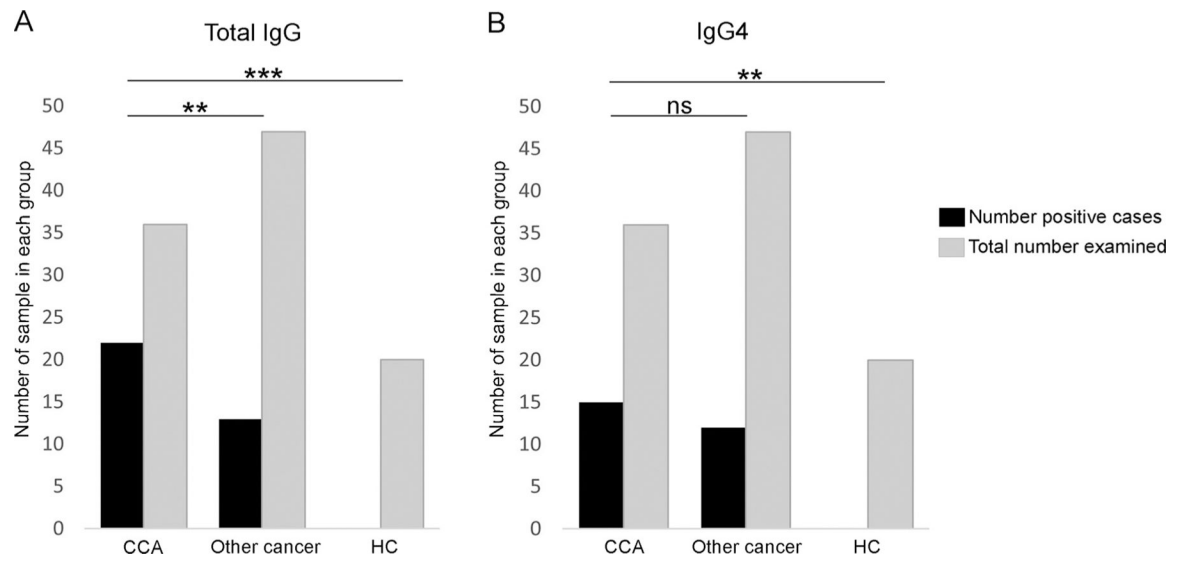 A
Total IgG
***
**
50
45
40
35
30
25
20
15
10
5
0
Number of sample in each group
CCA
Other cancer
HC
B
IgG4
**
ns
50
45
40
35
30
25
20
15
10
5
0
Number of sample in each group
CCA
Other cancer
HC
Number positive cases
Total number examined